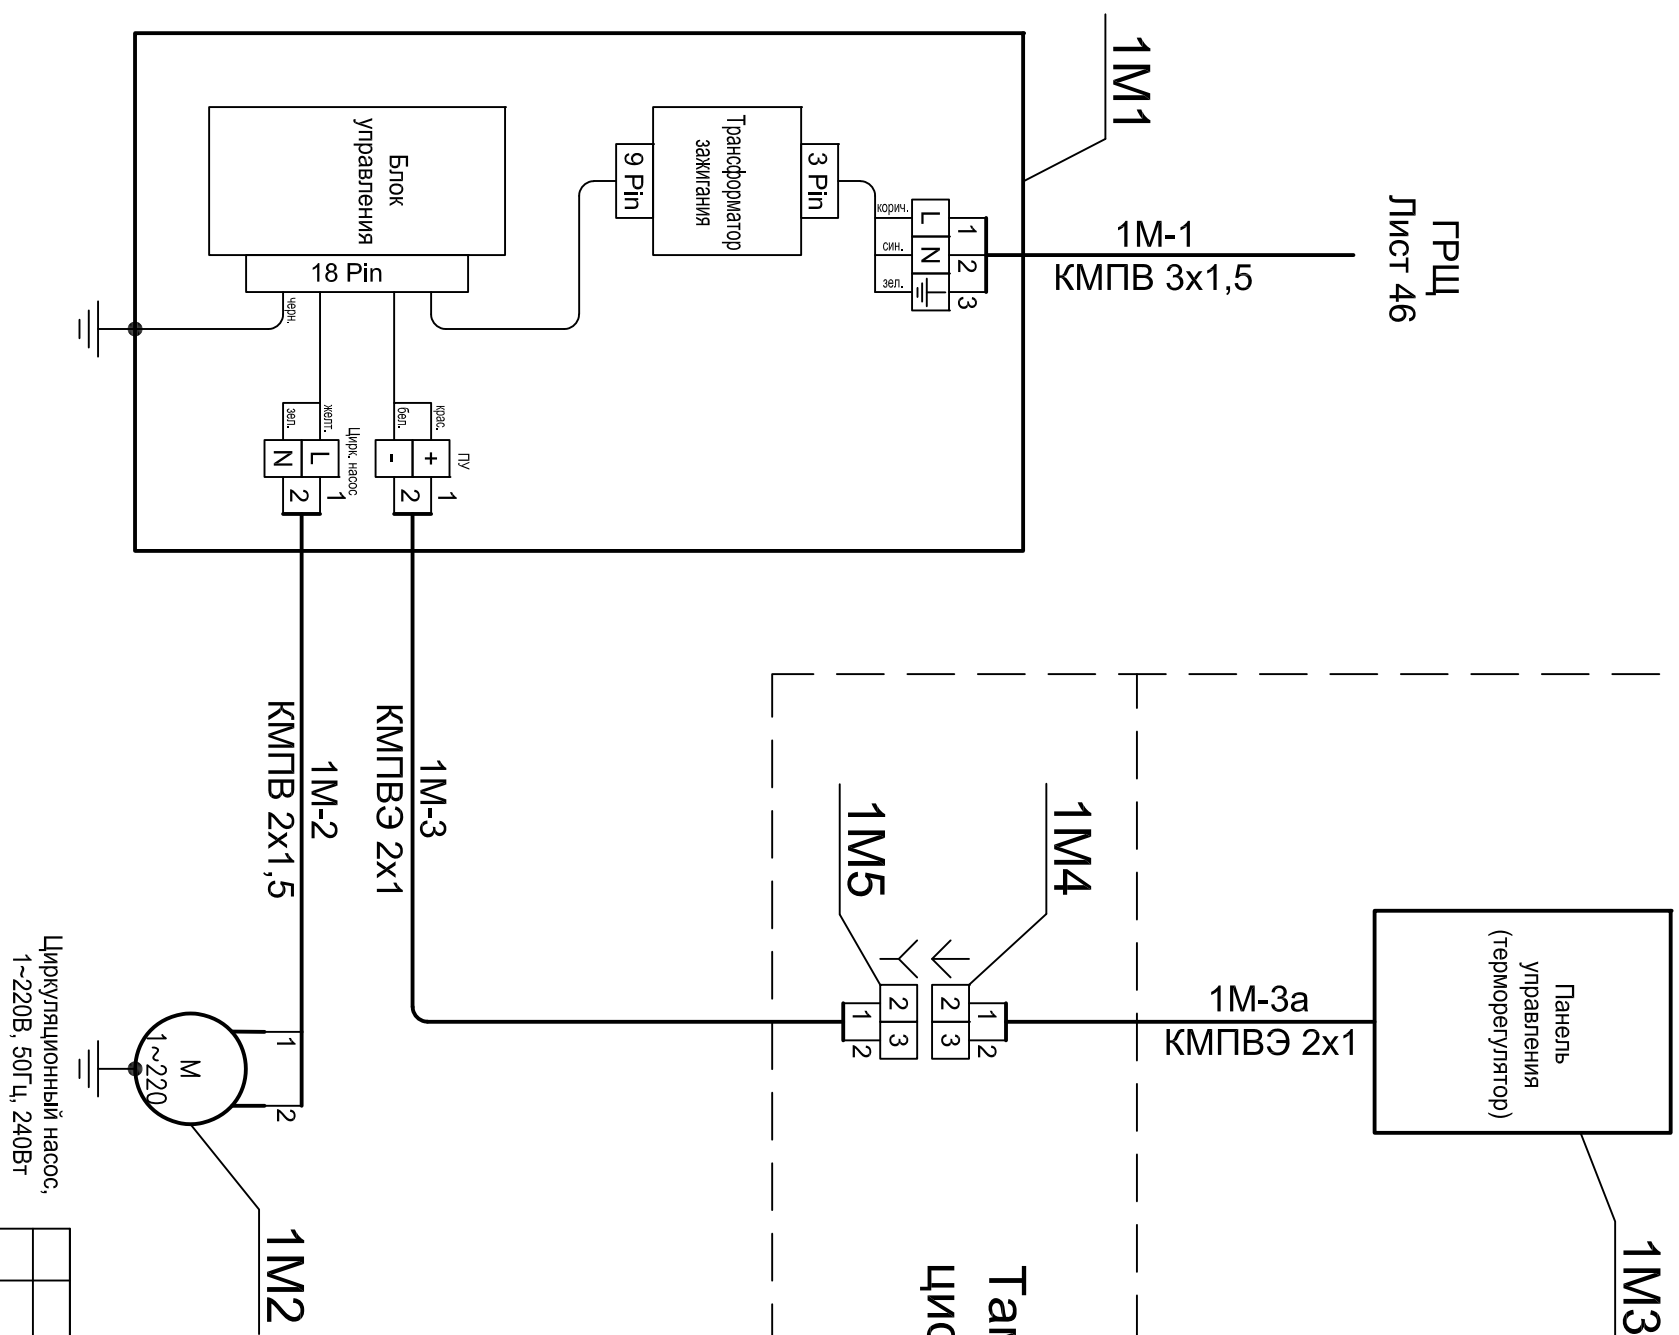 1М1
ГРЩ
Лист 46
1М-1
КМПВ 3х1,5
Трансформатор
зажигания
3 Pin
9 Pin
корич.
син.
зел.
L
N
1
2
3
Блок
управления
18 Pin
черн.
желт.
зел.
Цирк. насос
L
N
1
2
крас.
бел.
ПУ
+
-
1
2
1М-2
КМПВ 2х1,5
1М-3
КМПВЭ 2х1
1М5
1М4
2
3
1
2
2
3
1
2
1М-3а
КМПВЭ 2х1
Панель
управления
(терморегулятор)
1М3
М
1~220
1
2
1М2
Циркуляционный насос,
1~220В, 50Гц, 240Вт